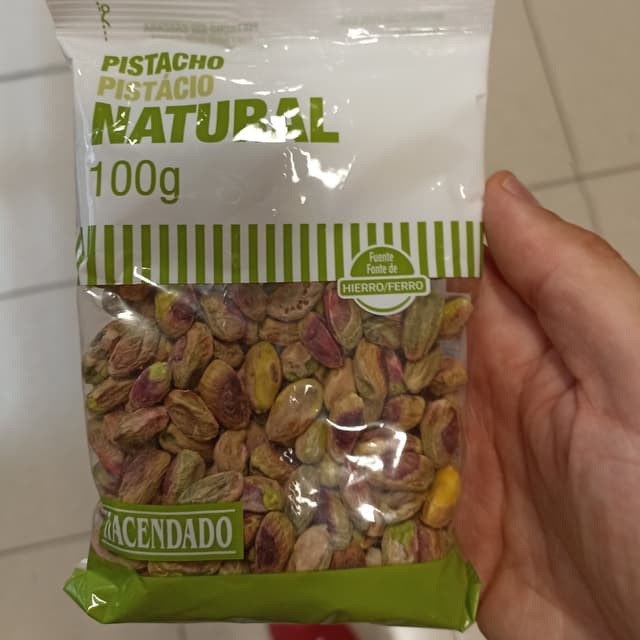 PISTACHO
PISTÁCIO
NATURAL
100g
Fuente
Fonte de
HIERRO/FERRO
HACENDADO